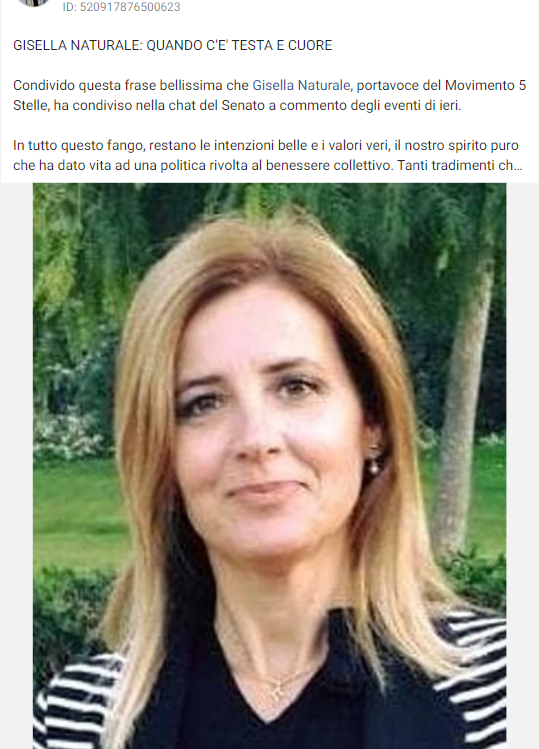 ID: 520917876500623
GISELLA NATURALE: QUANDO C'E' TESTA E CUORE
Condivido questa frase bellissima che Gisella Naturale, portavoce del Movimento 5
Stelle, ha condiviso nella chat del Senato a commento degli eventi di ieri.
In tutto questo fango, restano le intenzioni belle e i valori veri, il nostro spirito puro
che ha dato vita ad una politica rivolta al benessere collettivo. Tanti tradimenti ch...